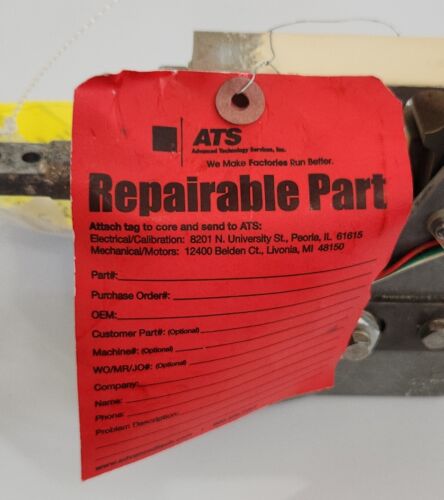 ATS
Advanced Technology Services, Inc.
We Make Factories Run Better.
Repairable Part
Attach tag to core and send to ATS:
Electrical/Calibration: 8201 N. University St., Peoria, IL 61615
Mechanical/Motors: 12400 Belden Ct., Livonia, MI 48150
Part#:
Purchase Order#:
OEM:
Customer Part#: (Optional)
Machine#: (Optional)
WO/MR/JO#: (Optional)
Company:
Name:
Phone:
Problem Description: